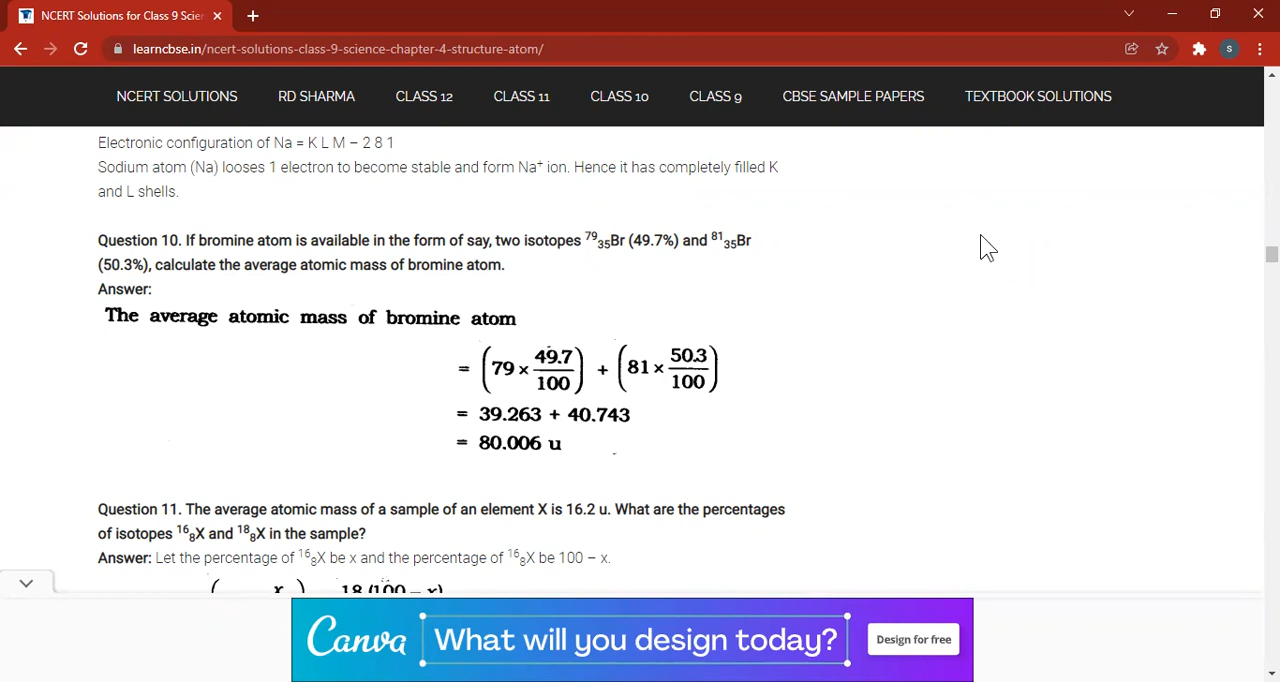 NCERT Solutions for Class 9 Scie
learncbse.in/ncert-solutions-class-9-science-chapter-4-structure-atom/
S
NCERT SOLUTIONS RD SHARMA CLASS 12 CLASS 11 CLASS 10 CLASS 9 CBSE SAMPLE PAPERS TEXTBOOK SOLUTIONS
Electronic configuration of Na = K L M – 2 8 1
Sodium atom (Na) looses 1 electron to become stable and form Na⁺ ion. Hence it has completely filled K
and L shells.
Question 10. If bromine atom is available in the form of say, two isotopes ⁷⁹₃₅Br (49.7%) and ⁸¹₃₅Br
(50.3%), calculate the average atomic mass of bromine atom.
Answer:
The average atomic mass of bromine atom
= (79 × 49.7/100) + (81 × 50.3/100)
= 39.263 + 40.743
= 80.006 u
Question 11. The average atomic mass of a sample of an element X is 16.2 u. What are the percentages
of isotopes ¹⁶₈X and ¹⁸₈X in the sample?
Answer: Let the percentage of ¹⁶₈X be x and the percentage of ¹⁶₈X be 100 – x.
( x ) 18 (100 – x)
Canva What will you design today? Design for free